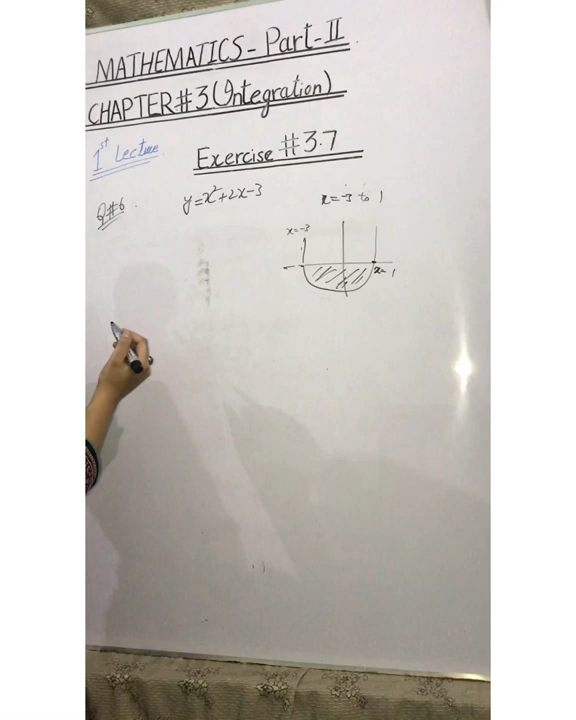 MATHEMATICS - Part-II
CHAPTER # 3 (Integration)
1st Lecture
Exercise # 3.7
Q#6 .
y=x²+2x-3
x=-3 to 1
x=-3
x=1